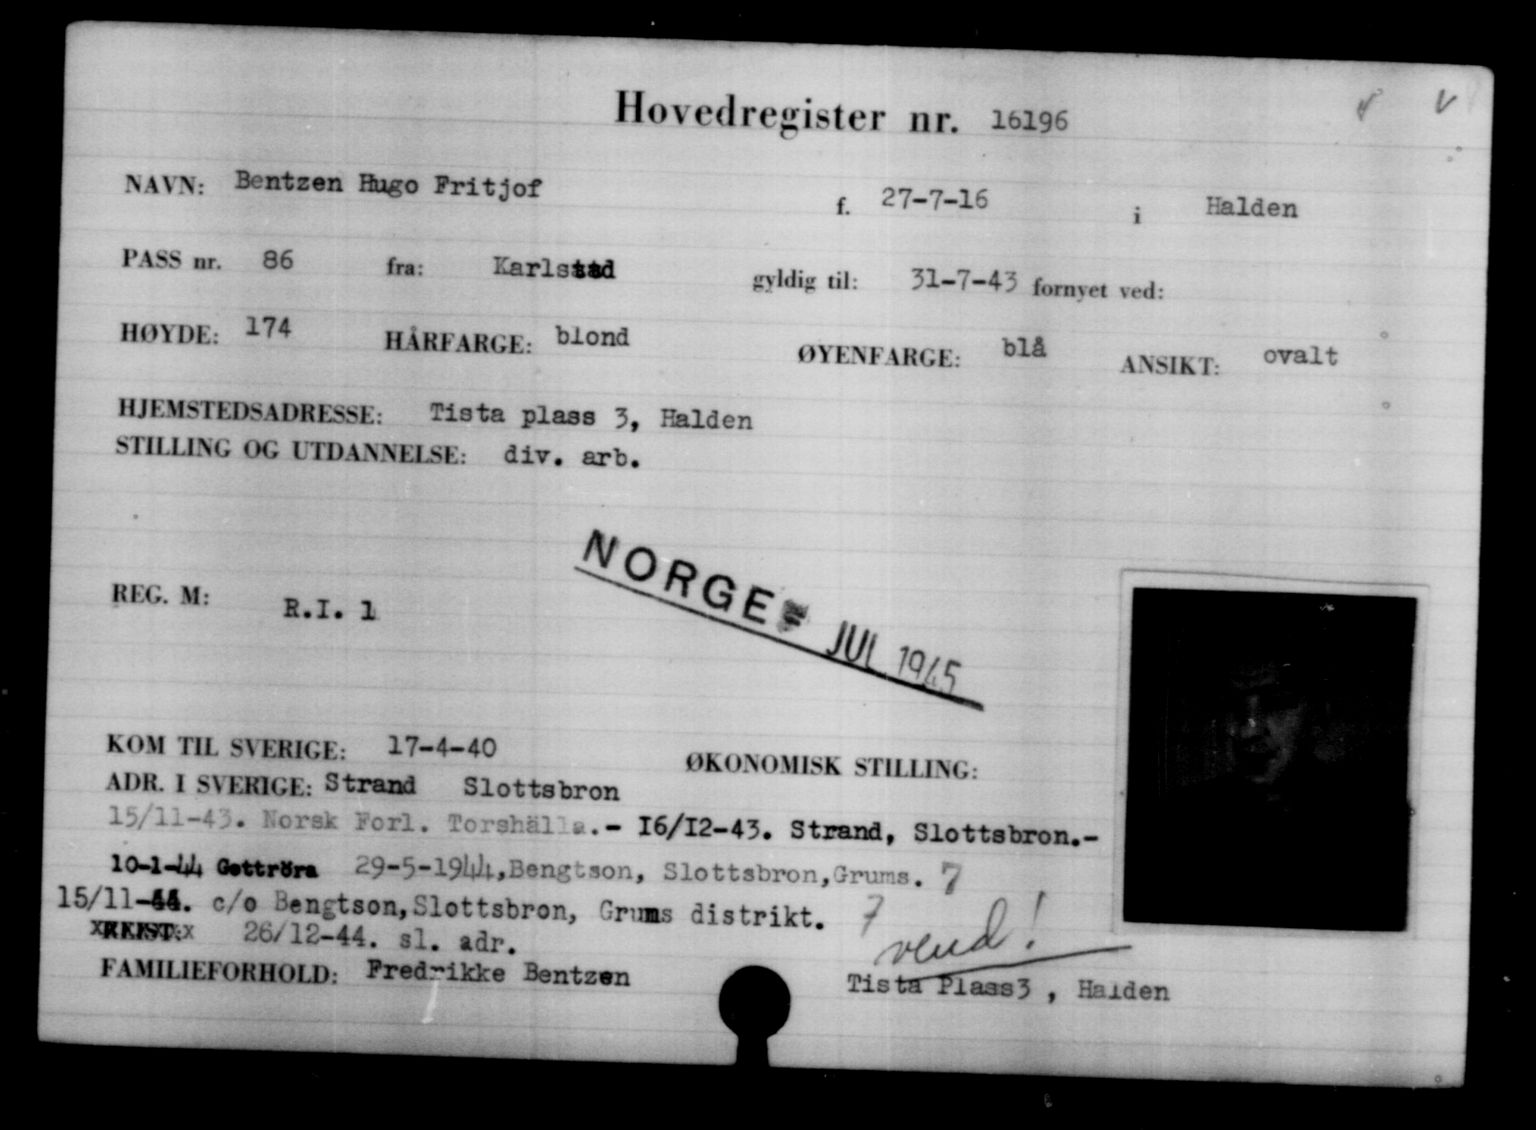 Hovedregister nr. 16196
NAVN: Bentzen Hugo Fritjof f. 27-7-16 i Halden
PASS nr. 86 fra: Karlstad gyldig til: 31-7-43 fornyet ved:
HØYDE: 174 HÅRFARGE: blond ØYENFARGE: blå ANSIKT: ovalt
HJEMSTEDSADRESSE: Tista plass 3, Halden
STILLING OG UTDANNELSE: div. arb.
NORGE JUL 1945
REG. M: R.I. 1
KOM TIL SVERIGE: 17-4-40 ØKONOMISK STILLING:
ADR. I SVERIGE: Strand Slottsbron
15/11-43. Norsk Forl. Torshälla.- 16/12-43. Strand, Slottsbron.-
10-1-44 Gottröra 29-5-1944, Bengtson, Slottsbron, Grums. 7
15/11-44. c/o Bengtson, Slottsbron, Grums distrikt. 7 vend!
26/12-44. sl. adr.
FAMILIEFORHOLD: Fredrikke Bentzen Tista Plass3 , Halden